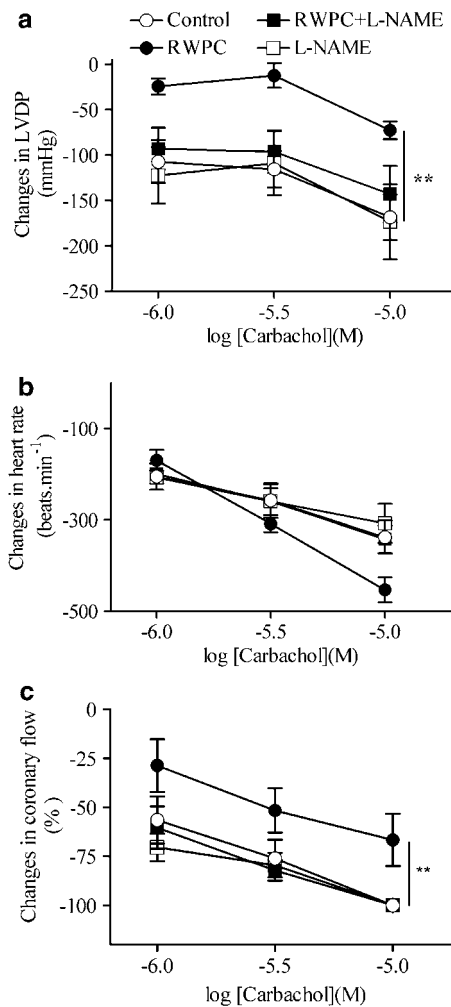 a
Control
RWPC+L-NAME
RWPC
L-NAME
Changes in LVDP
(mmHg)
0
-50
-100
-150
-200
-250
**
-6.0 -5.5 -5.0
log [Carbachol](M)
b
Changes in heart rate
(beats.min⁻¹)
-100
-300
-500
-6.0 -5.5 -5.0
log [Carbachol](M)
c
Changes in coronary flow
(%)
0
-25
-50
-75
-100
**
-6.0 -5.5 -5.0
log [Carbachol](M)